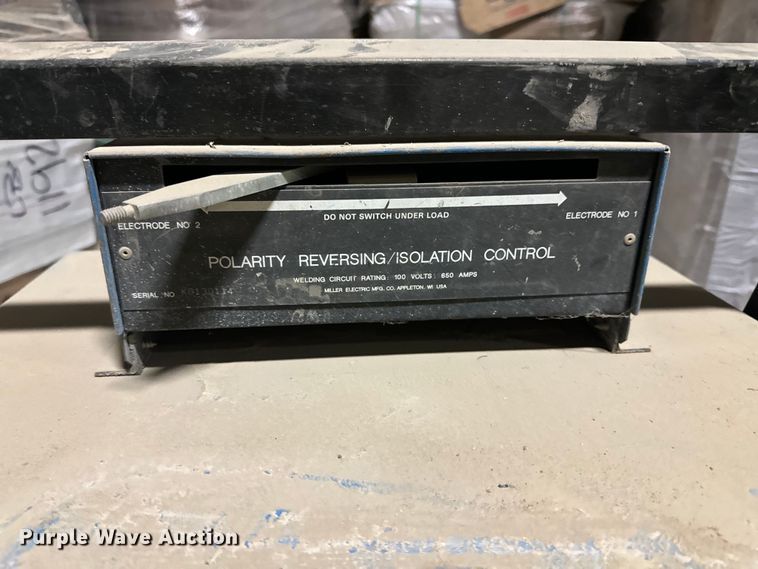 DO NOT SWITCH UNDER LOAD
ELECTRODE NO 2
ELECTRODE NO 1
POLARITY REVERSING/ISOLATION CONTROL
WELDING CIRCUIT RATING: 100 VOLTS: 650 AMPS
SERIAL NO
MILLER ELECTRIC MFG. CO. APPLETON, WI USA
Purple Wave Auction